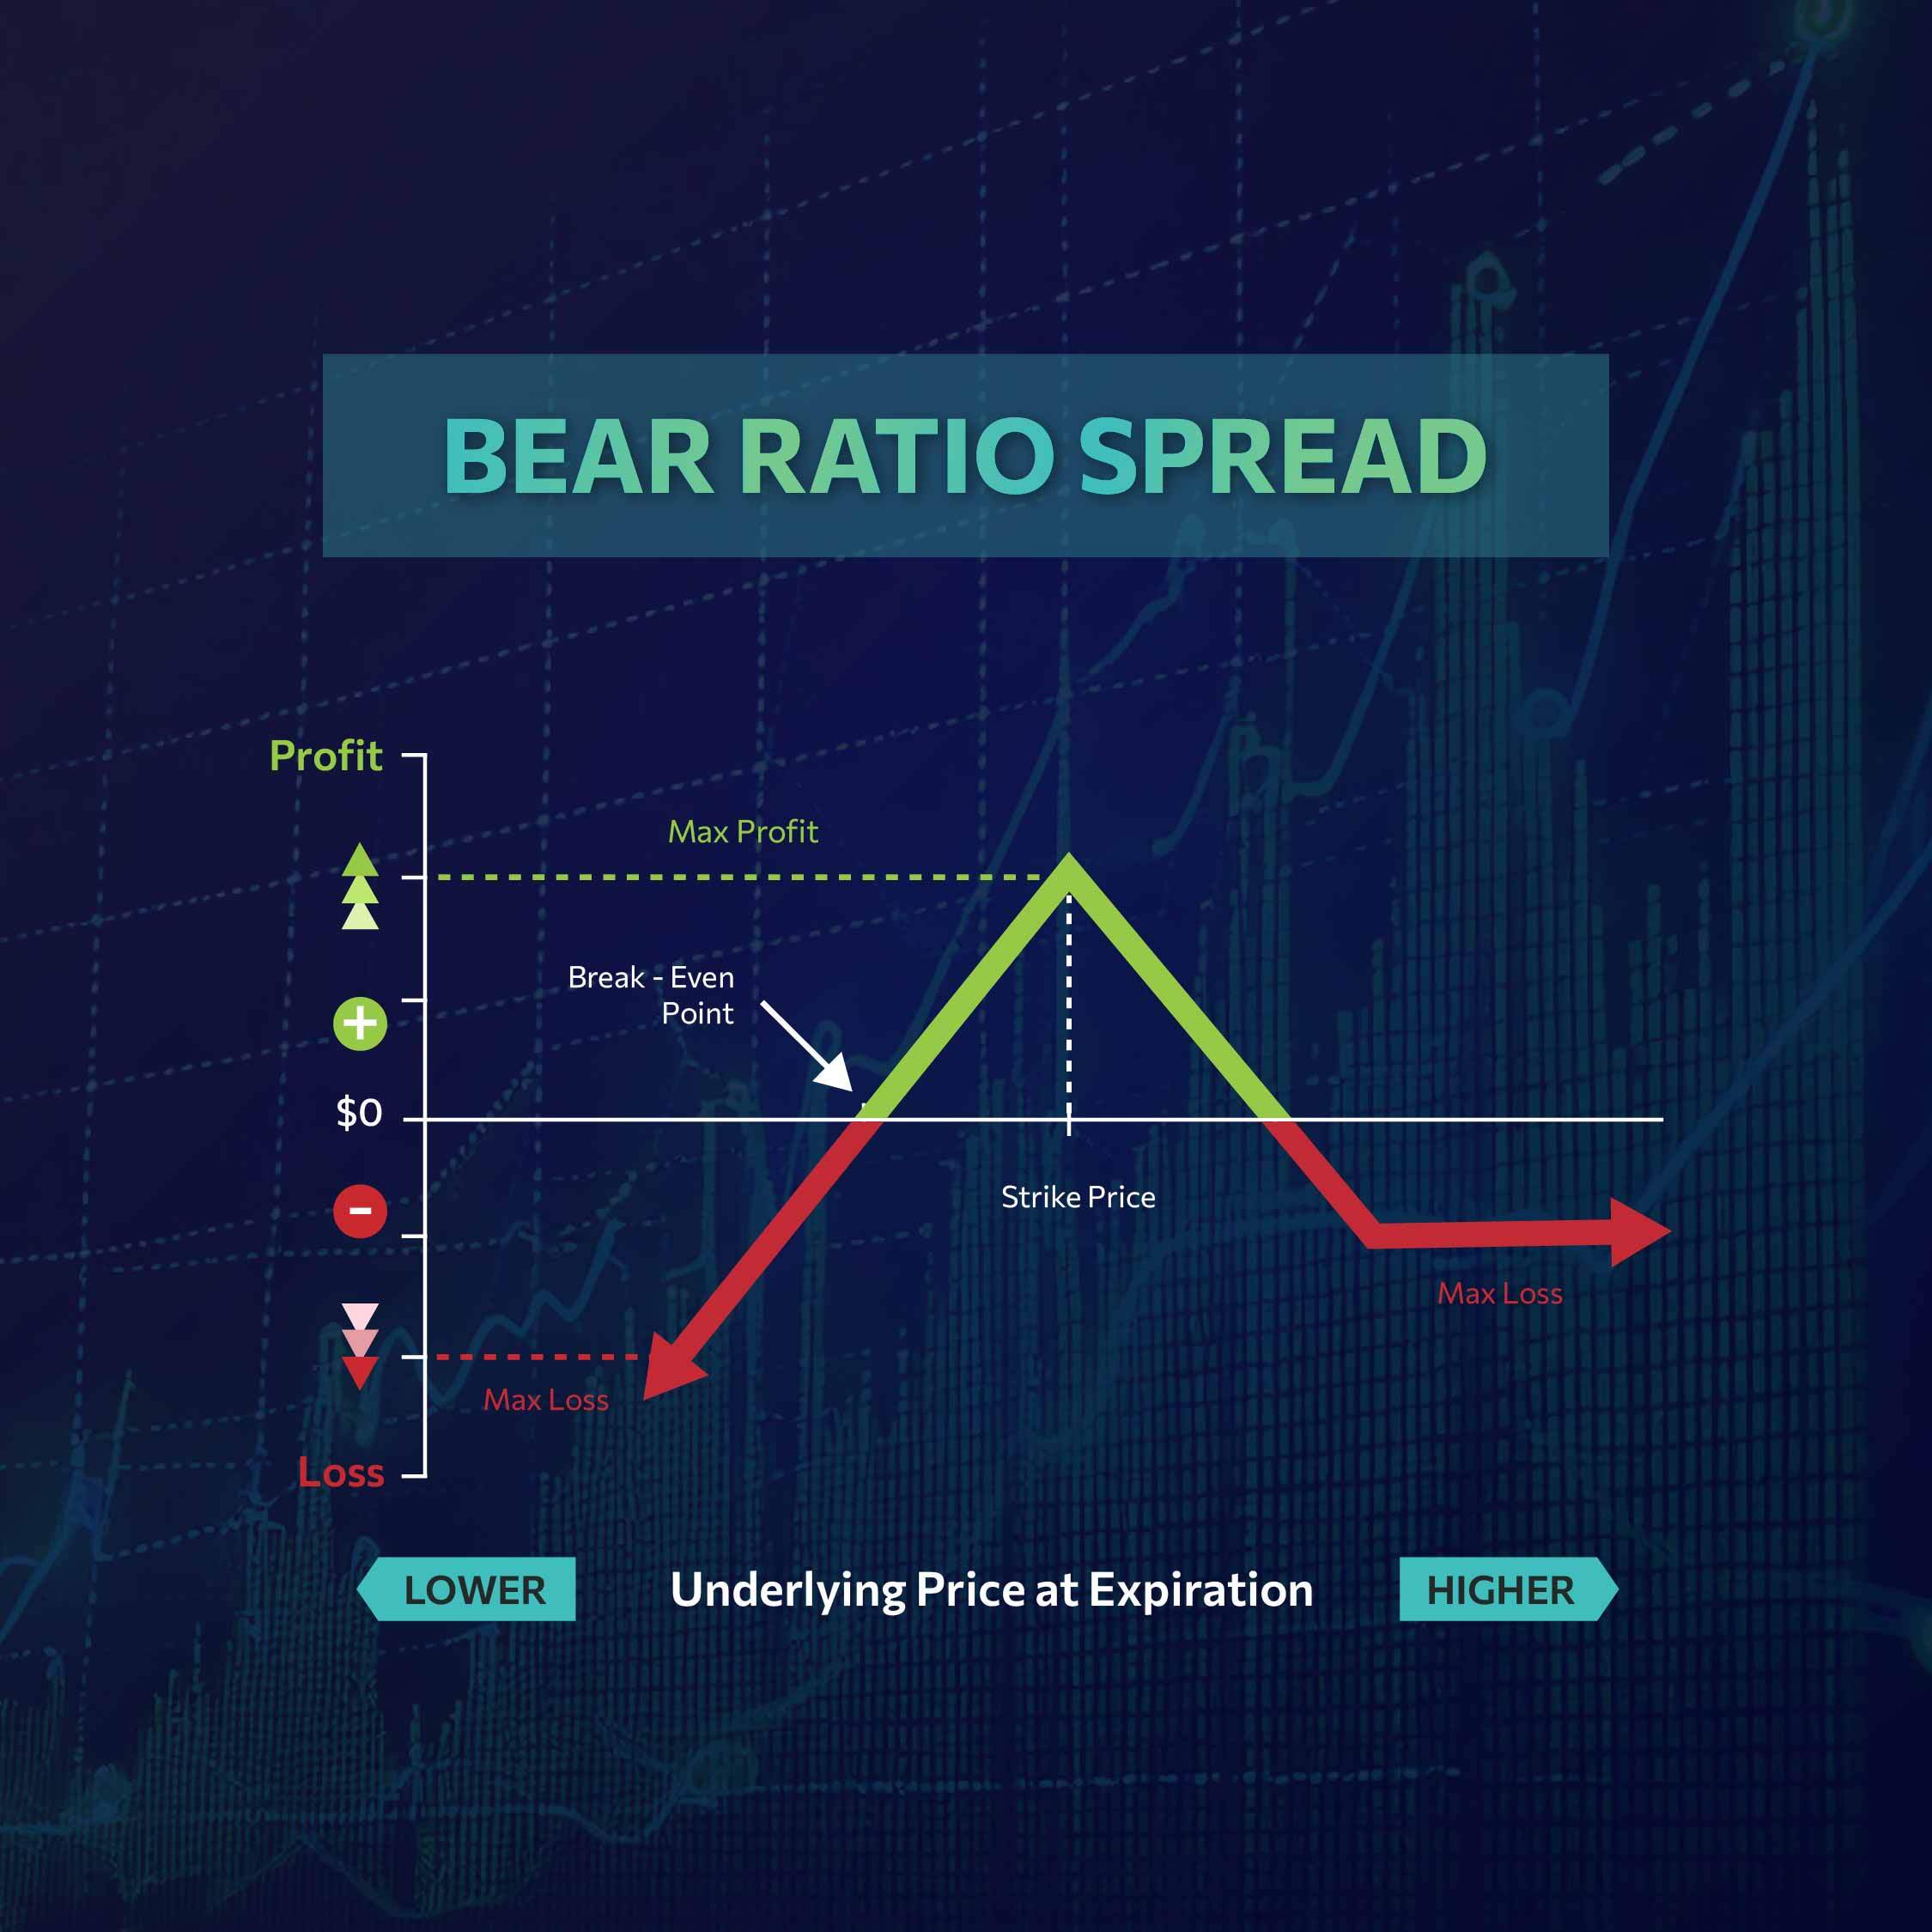 BEAR RATIO SPREAD
Profit
Max Profit
Break - Even
Point
+
$0
-
Strike Price
Max Loss
Max Loss
Loss
LOWER
Underlying Price at Expiration
HIGHER